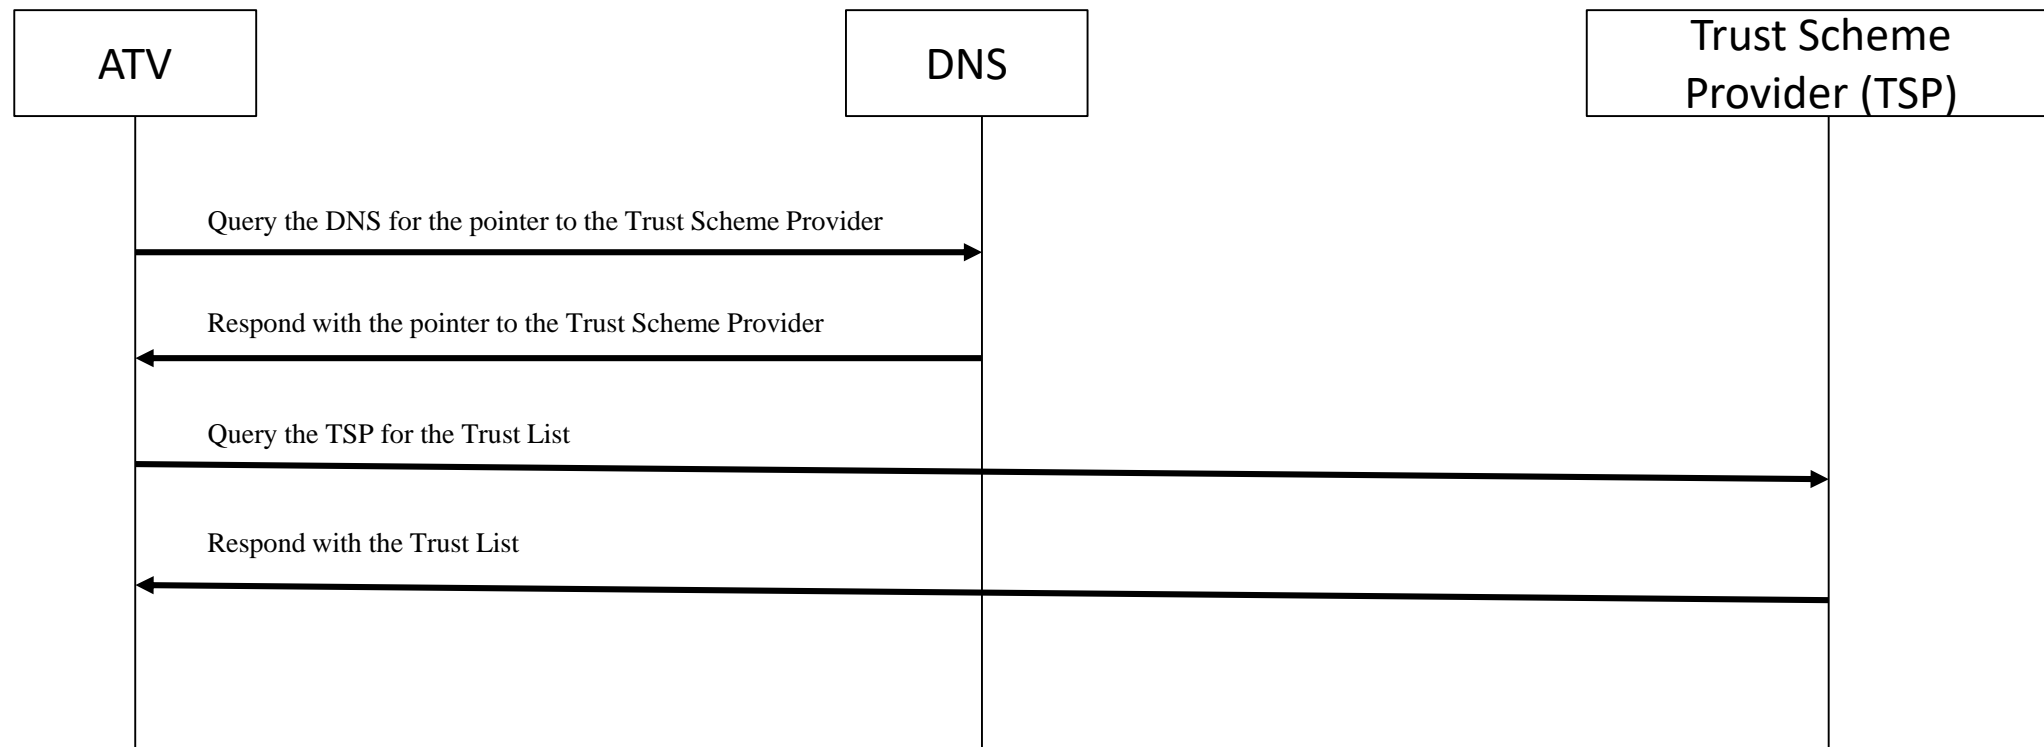 ATV
DNS
Trust Scheme
Provider (TSP)
Query the DNS for the pointer to the Trust Scheme Provider
Respond with the pointer to the Trust Scheme Provider
Query the TSP for the Trust List
Respond with the Trust List